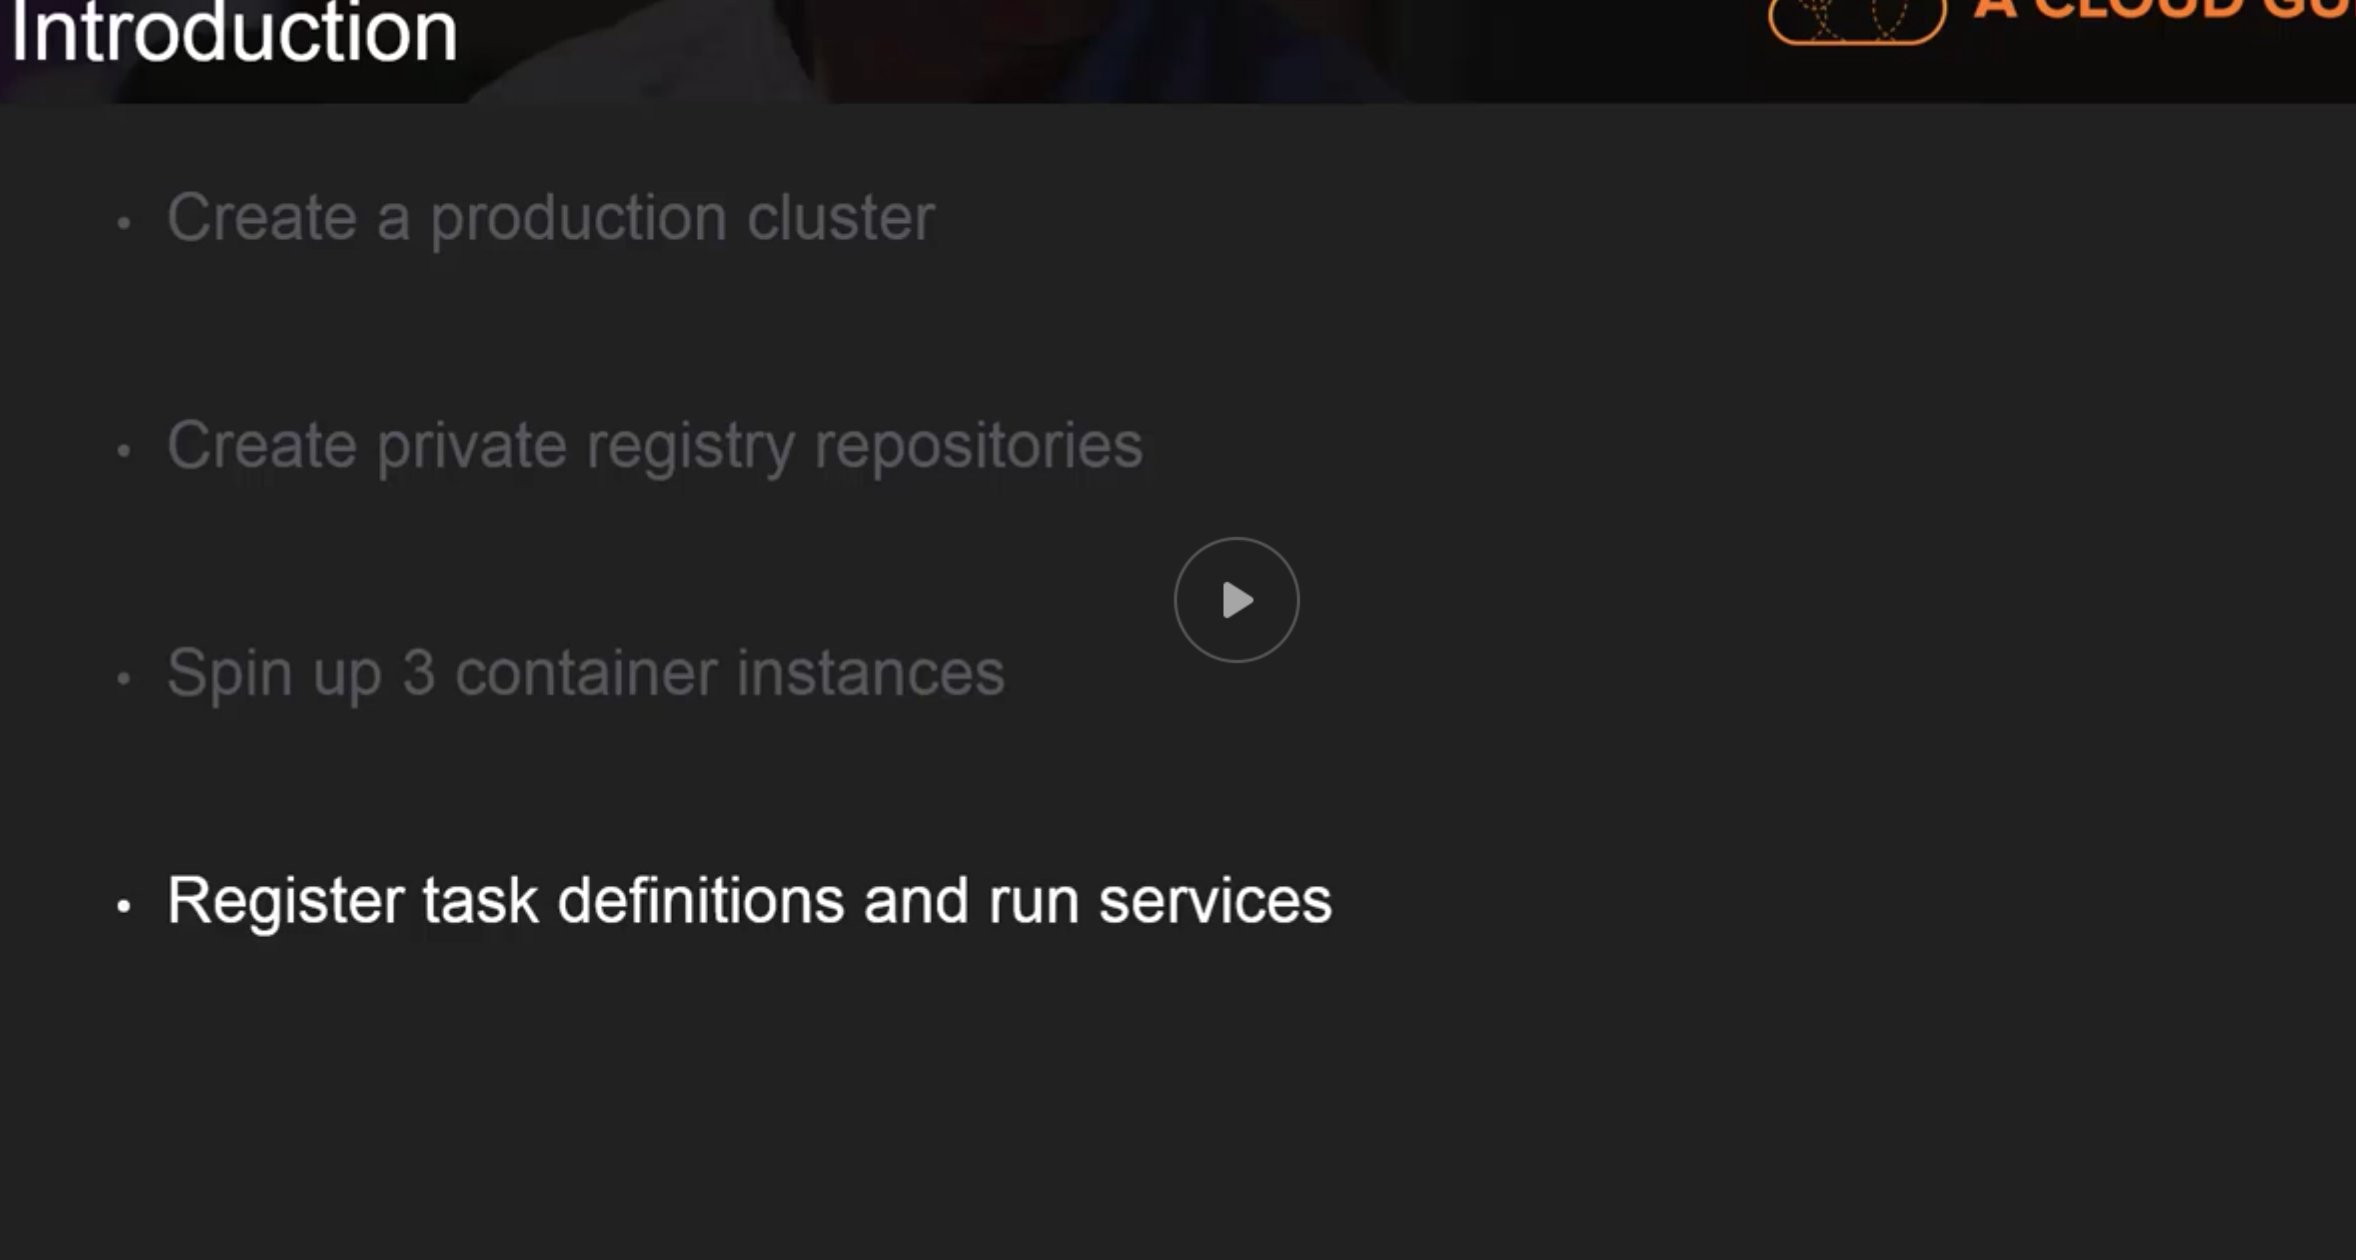 Introduction
A CLOUD GU
• Create a production cluster
• Create private registry repositories
• Spin up 3 container instances
• Register task definitions and run services